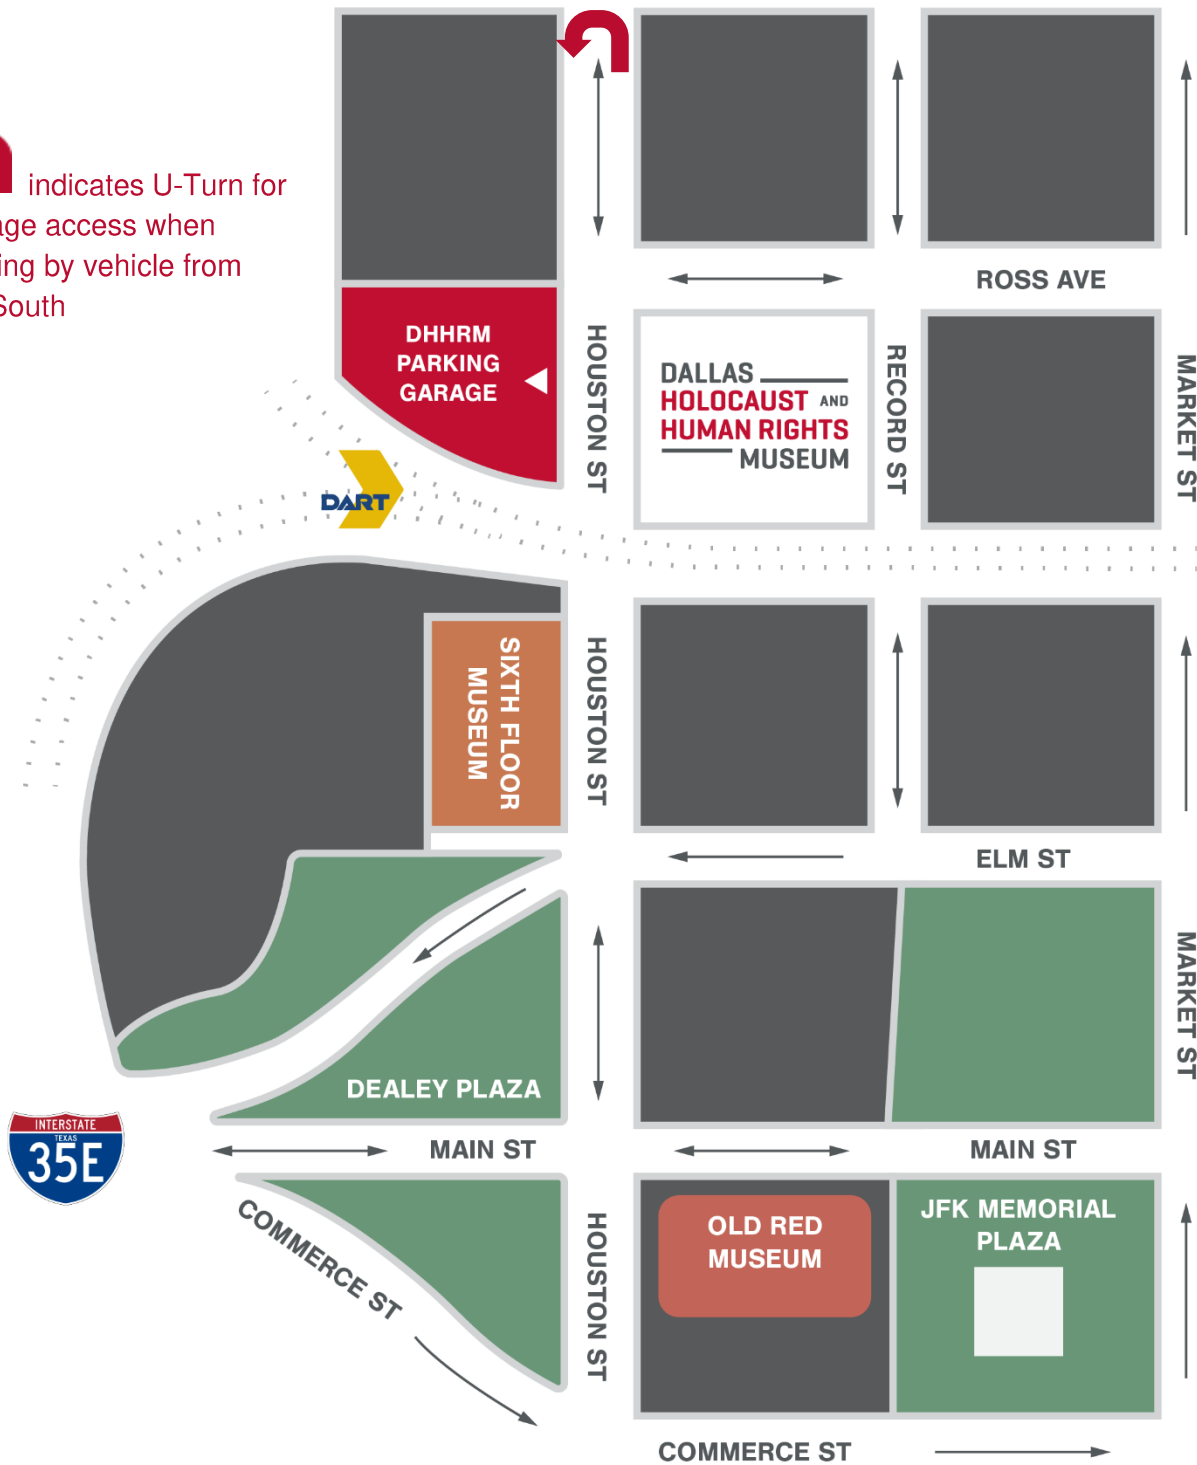 indicates U-Turn for
access when
by vehicle from
South
DHHRM
PARKING
GARAGE
HOUSTON ST
DALLAS
HOLOCAUST AND
HUMAN RIGHTS
MUSEUM
RECORD ST
ROSS AVE
MARKET ST
DART
SIXTH FLOOR
MUSEUM
HOUSTON ST
ELM ST
MARKET ST
DEALEY PLAZA
INTERSTATE
TEXAS
35E
MAIN ST
MAIN ST
COMMERCE ST
HOUSTON ST
OLD RED
MUSEUM
JFK MEMORIAL
PLAZA
COMMERCE ST